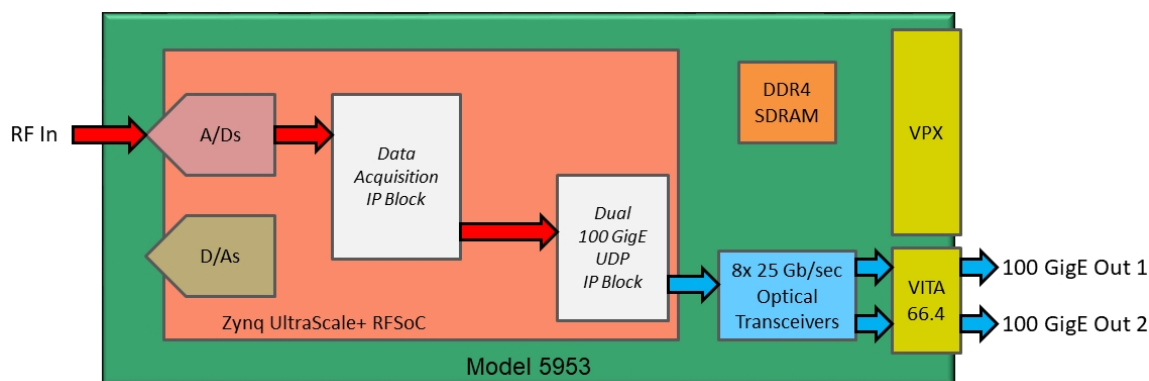 RF In
A/Ds
Data
Acquisition
IP Block
D/As
Zynq UltraScale+ RFSoC
Dual
100 GigE
UDP
IP Block
DDR4
SDRAM
VPX
8x 25 Gb/sec
Optical
Transceivers
VITA
66.4
100 GigE Out 1
100 GigE Out 2
Model 5953